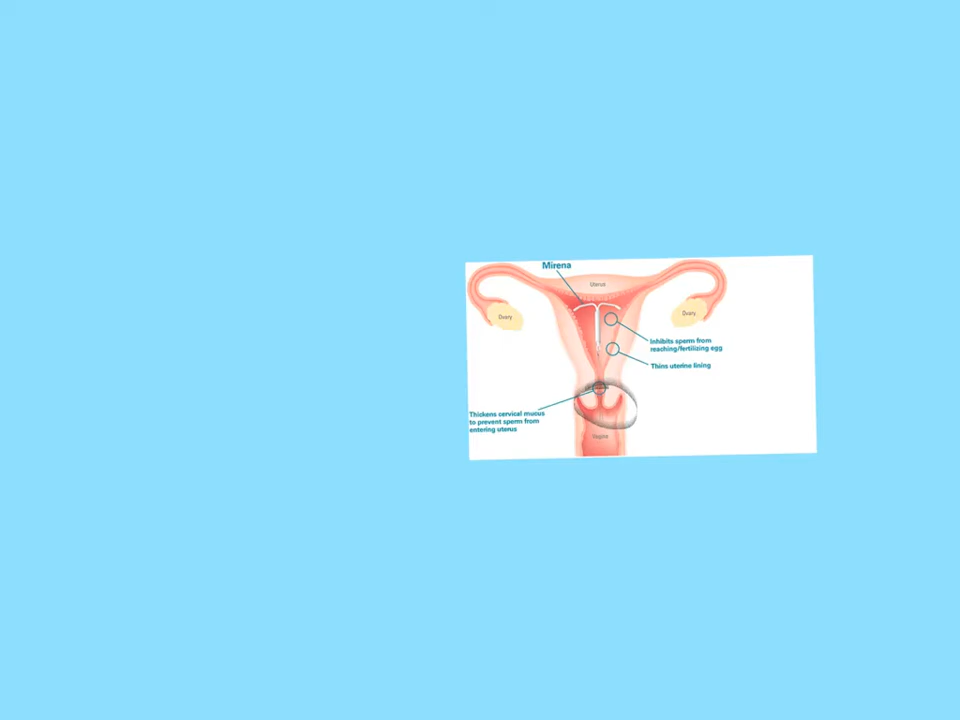 Mirena
Uterus
Ovary
Ovary
Inhibits sperm from
reaching/fertilizing egg
Thins uterine lining
Thickens cervical mucus
to prevent sperm from
entering uterus
Vagina